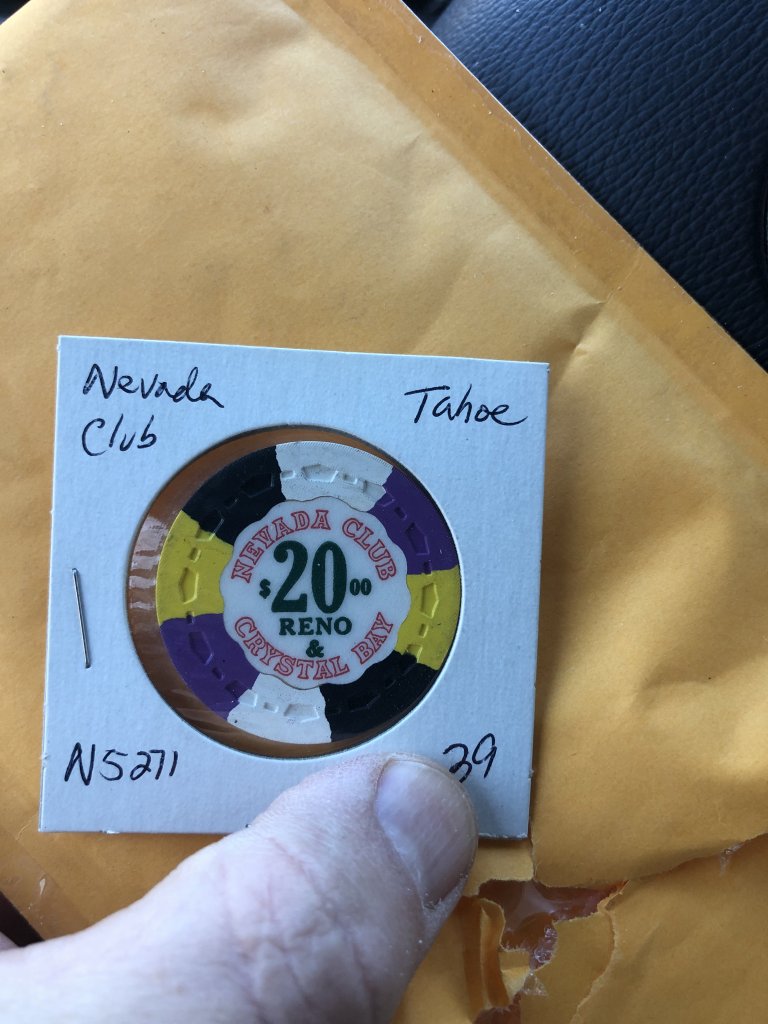 Nevada
Club
Tahoe
NEVADA CLUB
$20.00
RENO
&
CRYSTAL BAY
N5271
39